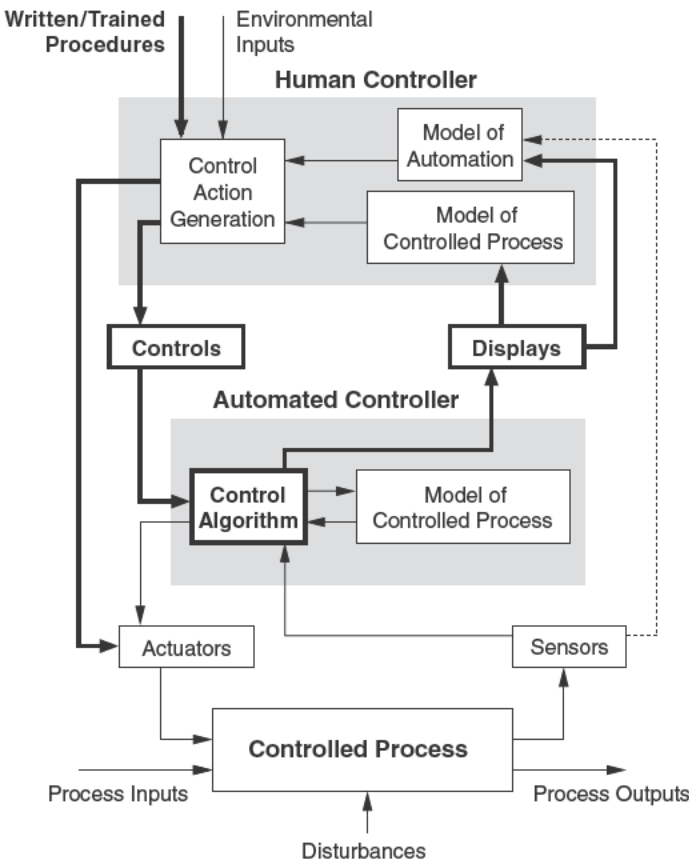 Written/Trained
Procedures
Environmental
Inputs
Human Controller
Control
Action
Generation
Model of
Automation
Model of
Controlled Process
Controls
Displays
Automated Controller
Control
Algorithm
Model of
Controlled Process
Actuators
Sensors
Controlled Process
Process Inputs
Process Outputs
Disturbances